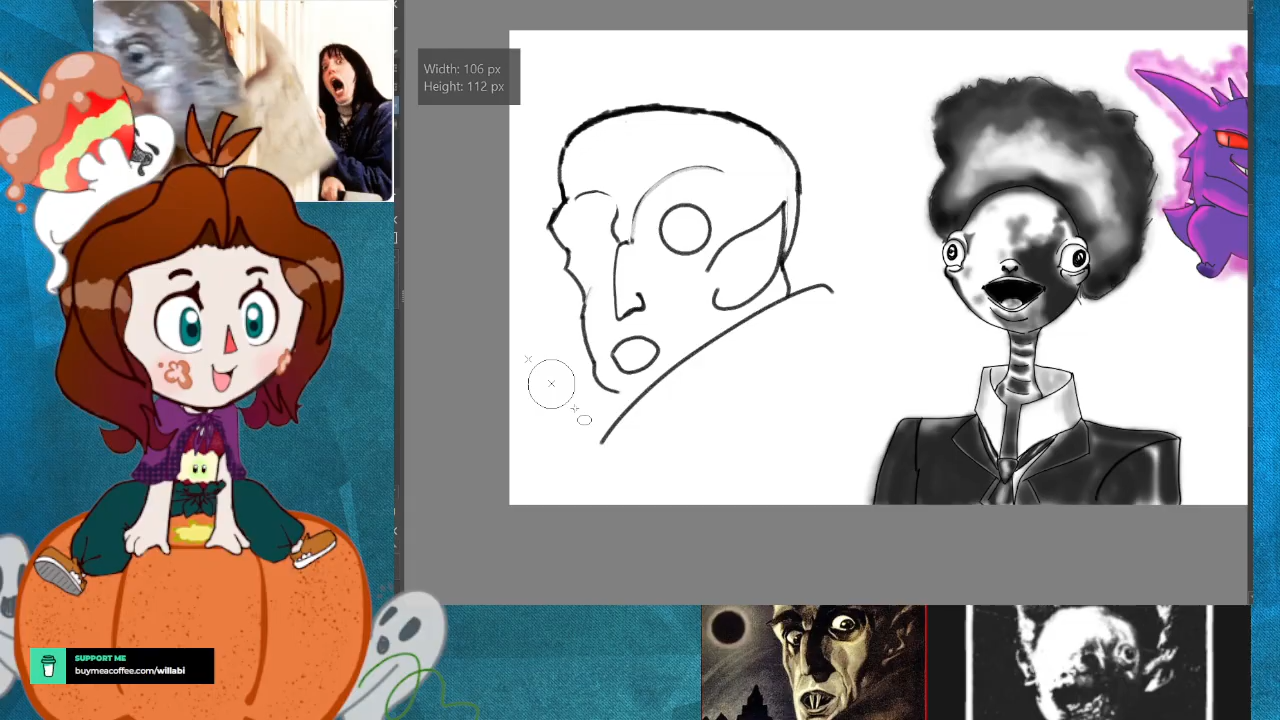 Width: 106 px
Height: 112 px
SUPPORT ME
buymeacoffee.com/willabi